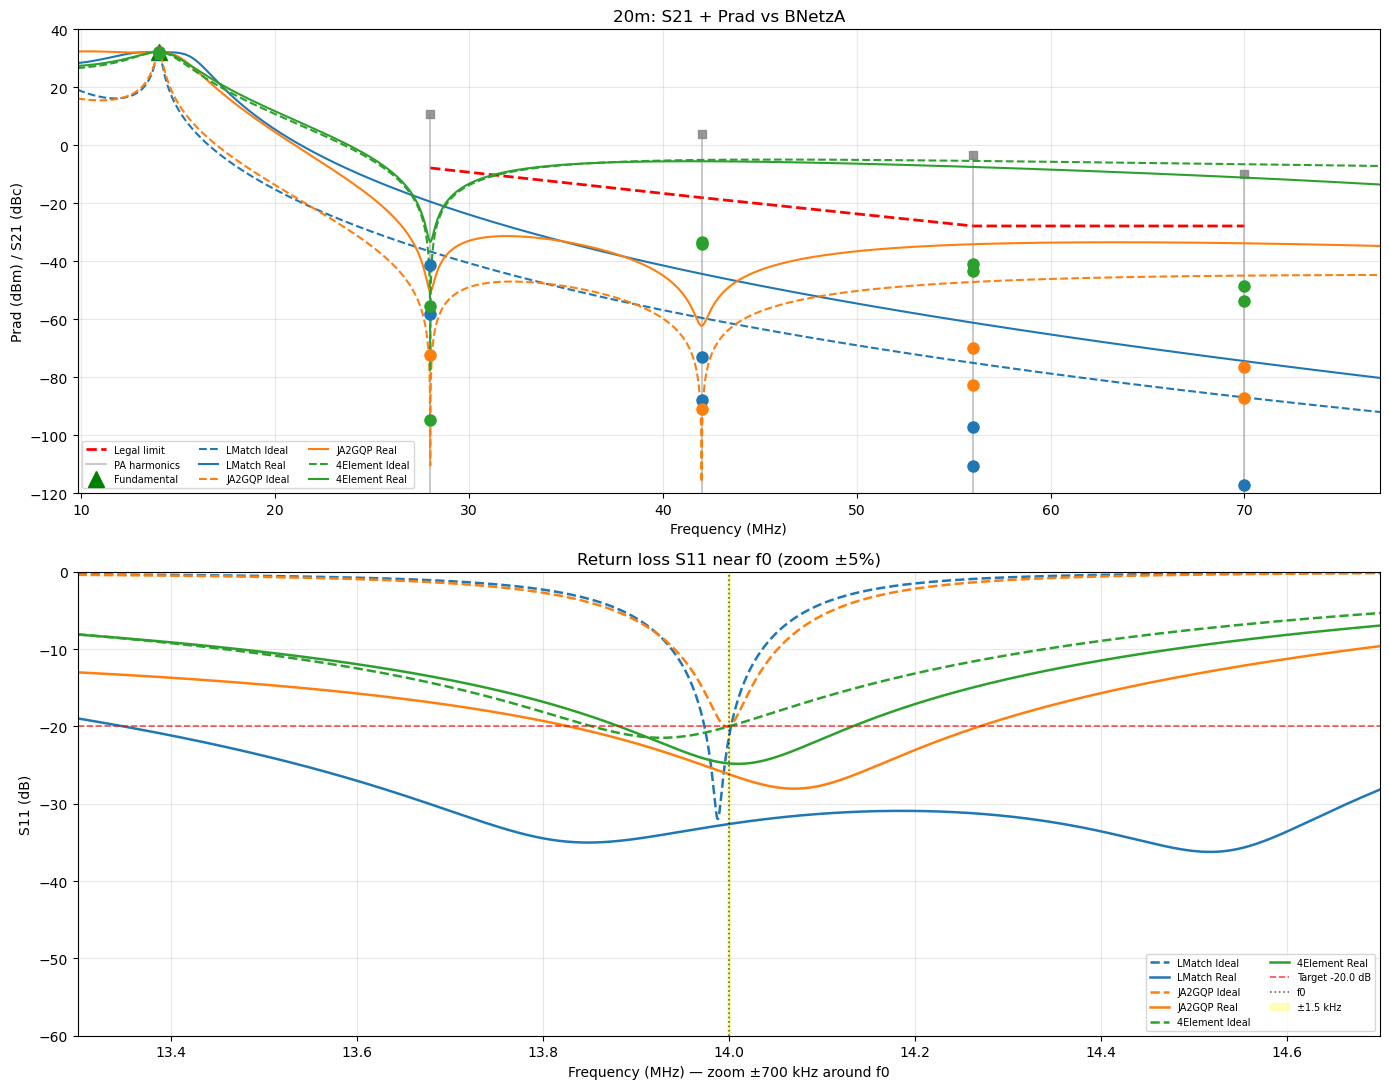 20m: S21 + Prad vs BNetzA
Prad (dBm) / S21 (dBc)
40
20
0
−20
−40
−60
−80
−100
−120
Legal limit
PA harmonics
Fundamental
LMatch Ideal
LMatch Real
JA2GQP Ideal
JA2GQP Real
4Element Ideal
4Element Real
10 20 30 40 50 60 70
Frequency (MHz)
Return loss S11 near f0 (zoom ±5%)
S11 (dB)
0
−10
−20
−30
−40
−50
−60
LMatch Ideal
LMatch Real
JA2GQP Ideal
JA2GQP Real
4Element Ideal
4Element Real
Target -20.0 dB
f0
±1.5 kHz
13.4 13.6 13.8 14.0 14.2 14.4 14.6
Frequency (MHz) — zoom ±700 kHz around f0